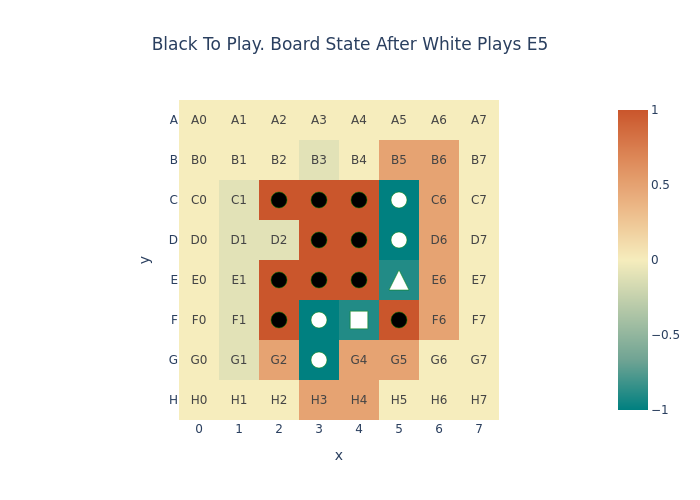 Black To Play. Board State After White Plays E5
A A0 A1 A2 A3 A4 A5 A6 A7
B B0 B1 B2 B3 B4 B5 B6 B7
C C0 C1 C6 C7
D D0 D1 D2 D6 D7
E E0 E1 E6 E7
F F0 F1 F6 F7
G G0 G1 G2 G4 G5 G6 G7
H H0 H1 H2 H3 H4 H5 H6 H7
0 1 2 3 4 5 6 7
x
y
1
0.5
0
−0.5
−1